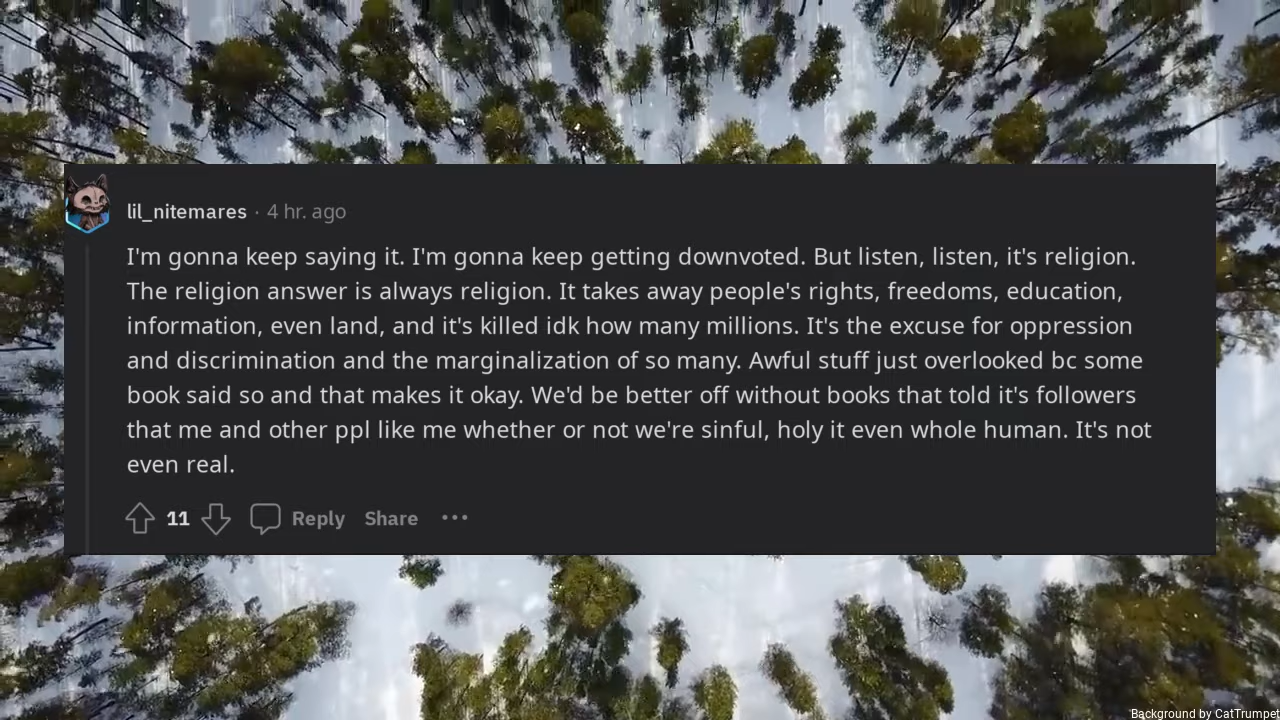 lil_nitemares · 4 hr. ago
I'm gonna keep saying it. I'm gonna keep getting downvoted. But listen, listen, it's religion.
The religion answer is always religion. It takes away people's rights, freedoms, education,
information, even land, and it's killed idk how many millions. It's the excuse for oppression
and discrimination and the marginalization of so many. Awful stuff just overlooked bc some
book said so and that makes it okay. We'd be better off without books that told it's followers
that me and other ppl like me whether or not we're sinful, holy it even whole human. It's not
even real.
11 Reply Share ···
Background by CatTrumpet